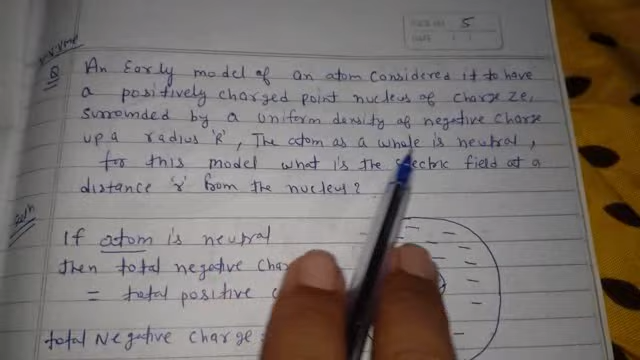 5
v.v.v.Imp
Q An Early model of an atom considered it to have
a positively charged point nucleus of charge Ze,
surrounded by a uniform density of negative charge
up a radius 'R', The atom as a whole is neutral,
for this model what is the electric field at a
distance 'r' from the nucleus?
Soln
If atom is neutral
then total negative
= total positive
total Negative charge =